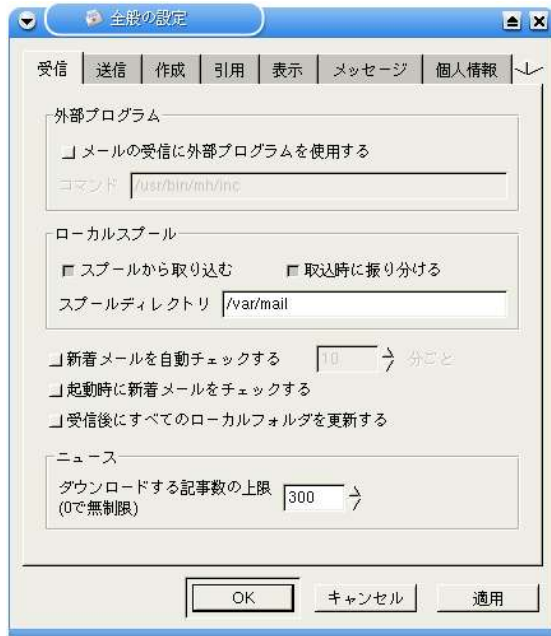 全般の設定
受信 送信 作成 引用 表示 メッセージ 個人情報
外部プログラム
メールの受信に外部プログラムを使用する
コマンド /usr/bin/mh/inc
ローカルスプール
スプールから取り込む 取込時に振り分ける
スプールディレクトリ /var/mail
新着メールを自動チェックする 10 分ごと
起動時に新着メールをチェックする
受信後にすべてのローカルフォルダを更新する
ニュース
ダウンロードする記事数の上限
(0で無制限) 300
OK キャンセル 適用